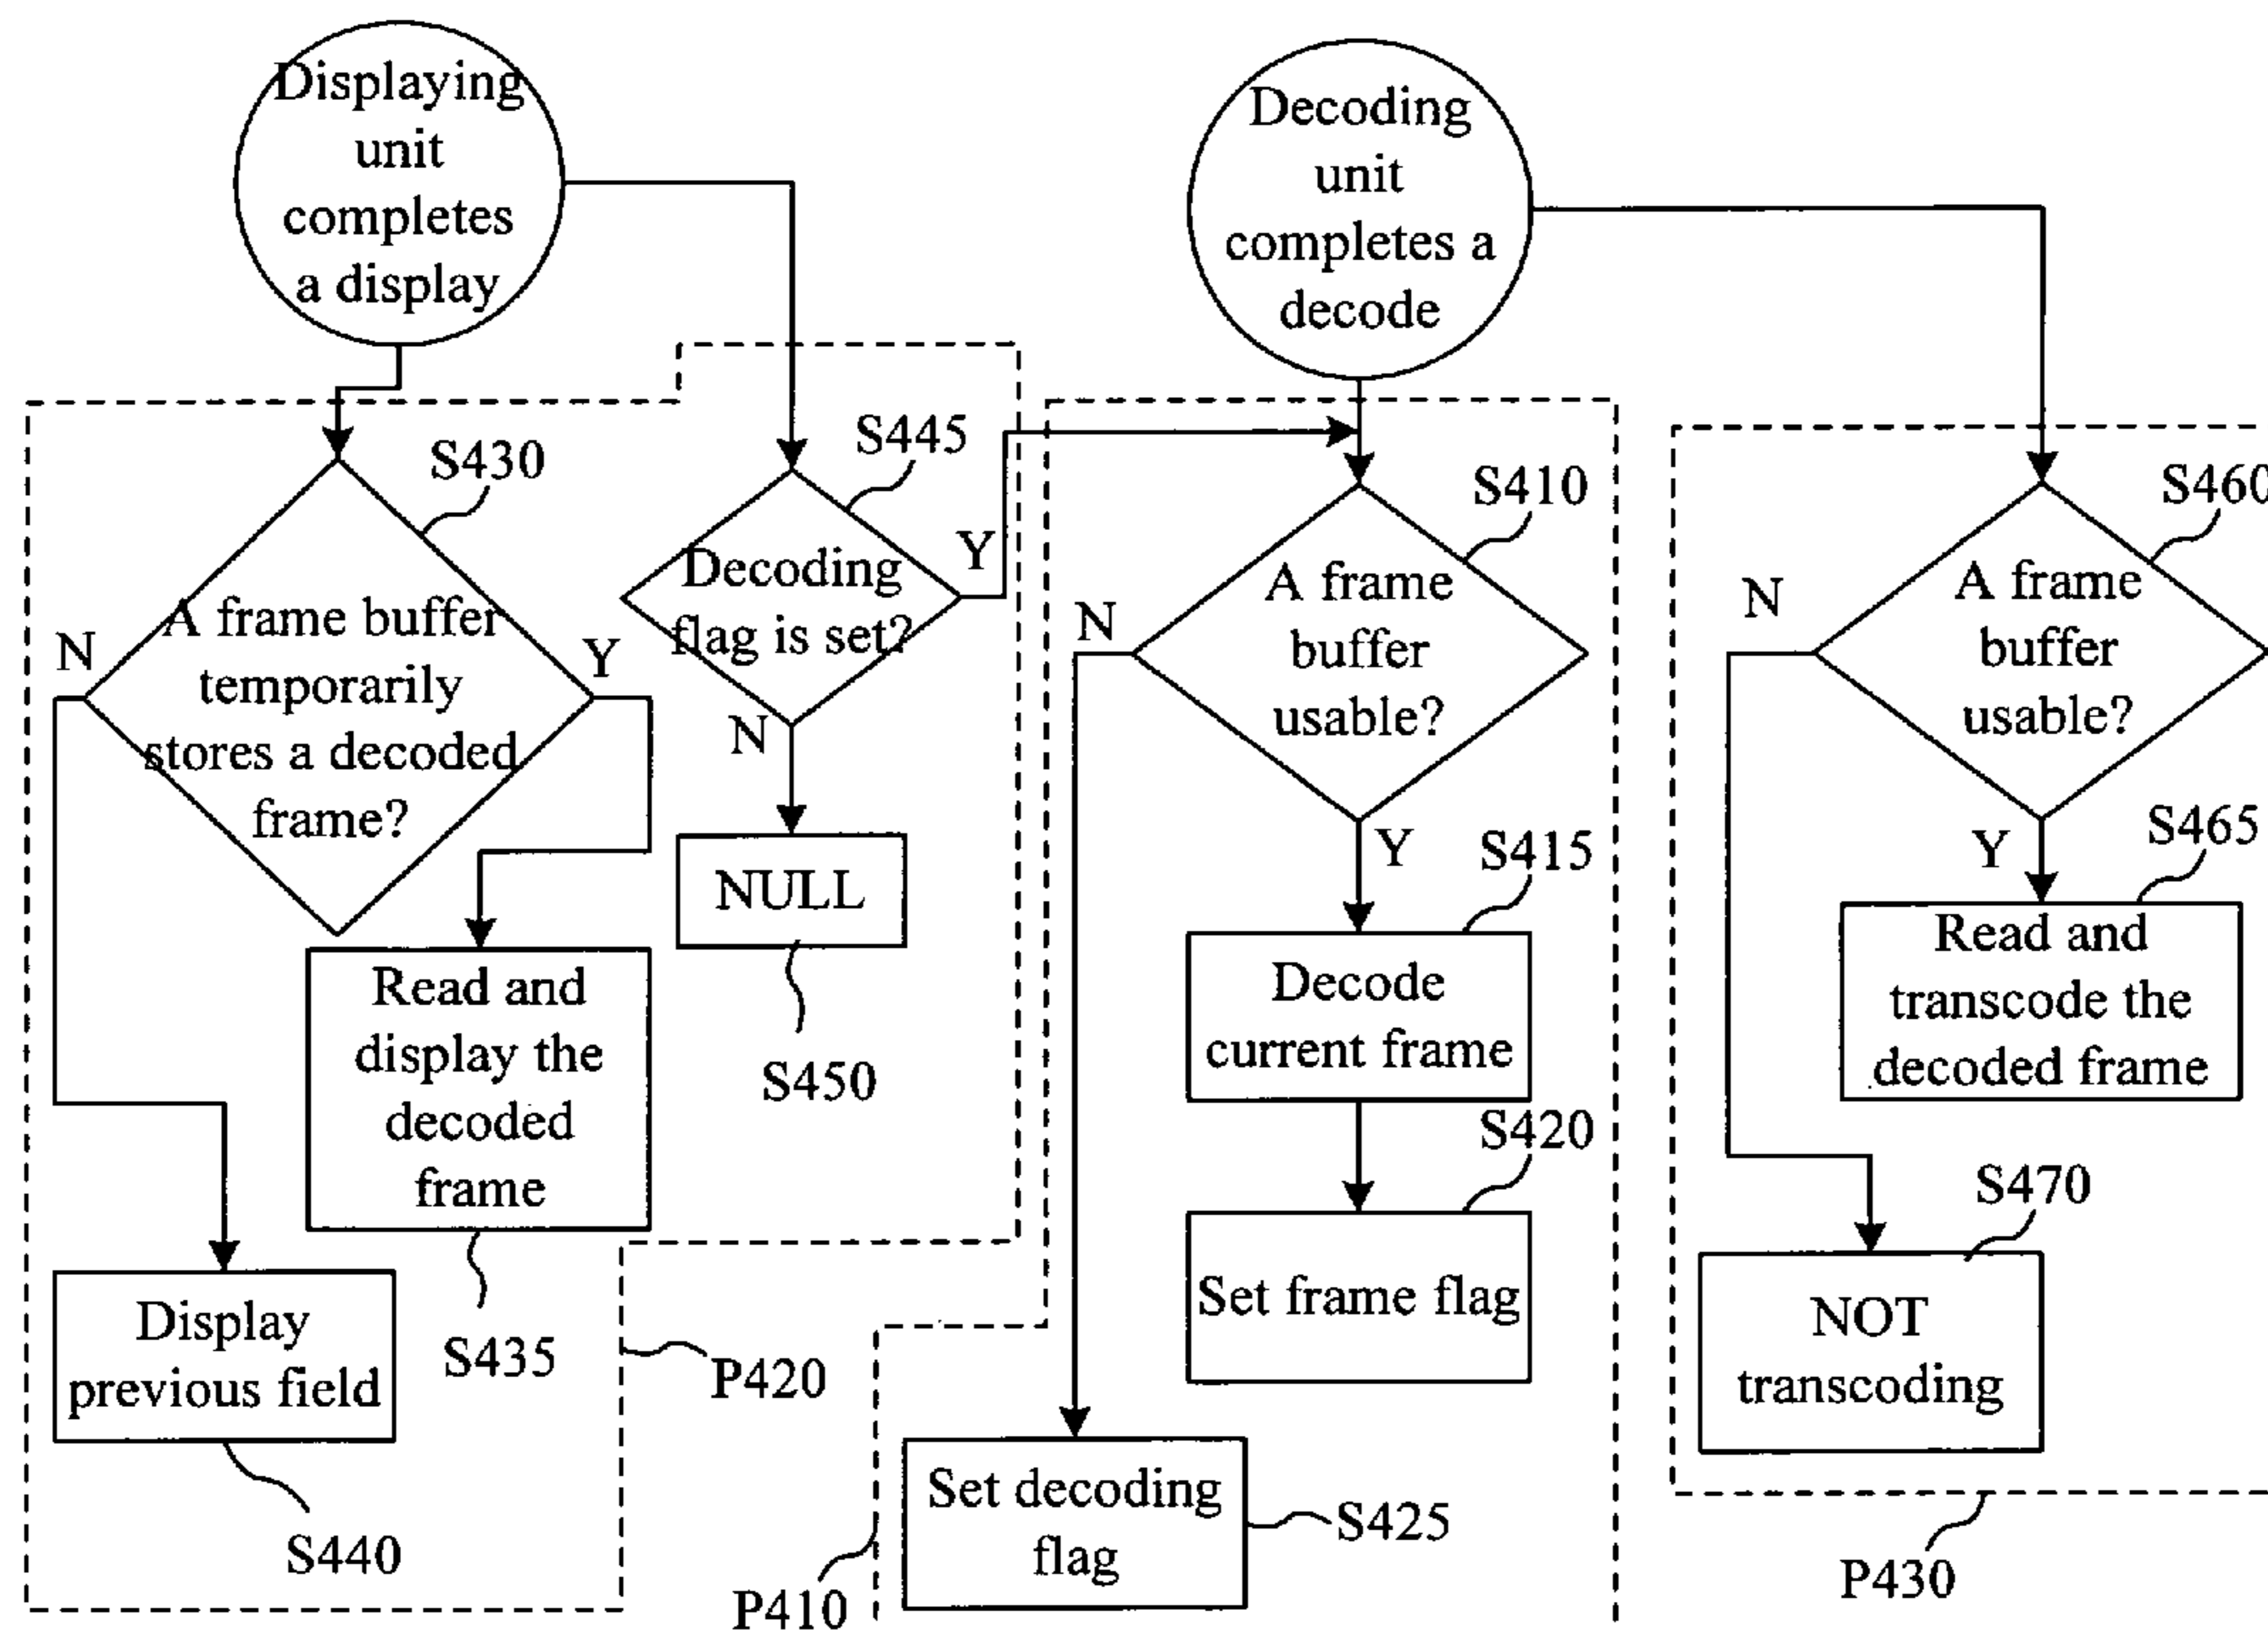 Displaying
unit
completes
a display
Decoding
unit
completes a
decode
S430
A frame buffer
temporarily
stores a decoded
frame?
N
Y
S445
Decoding
flag is set?
Y
N
NULL
S450
Read and
display the
decoded
frame
S435
Display
previous field
S440
P420
S410
A frame
buffer
usable?
N
Y
S415
Decode
current frame
S420
Set frame flag
Set decoding
flag
S425
P410
S460
A frame
buffer
usable?
N
Y
S465
Read and
transcode the
decoded frame
S470
NOT
transcoding
P430